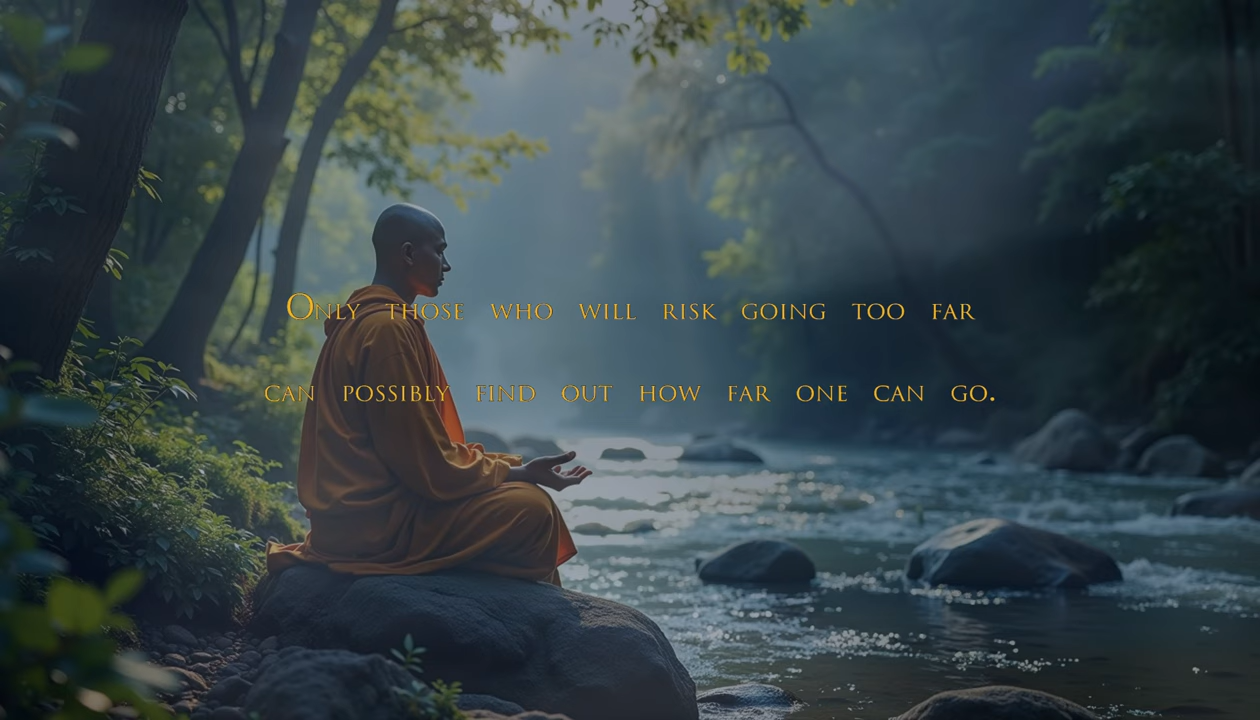 Only those who will risk going too far
can possibly find out how far one can go.